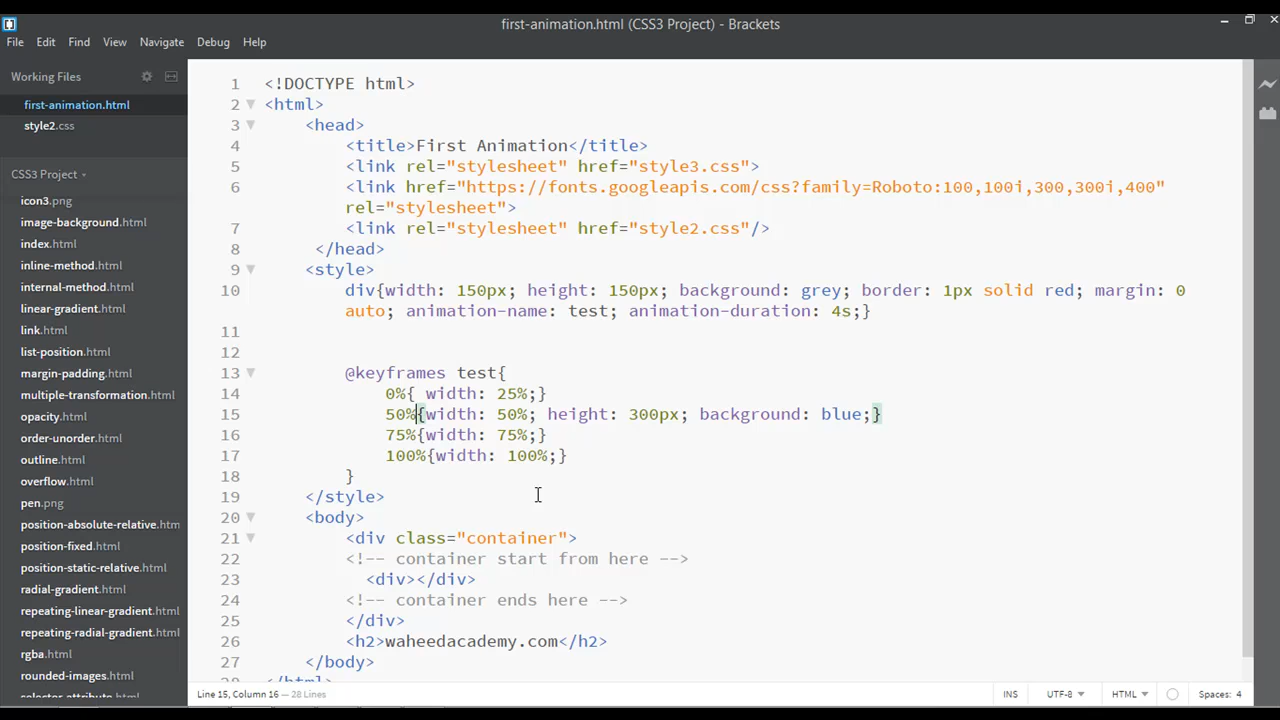 first-animation.html (CSS3 Project) - Brackets
File Edit Find View Navigate Debug Help
Working Files
first-animation.html
style2.css
CSS3 Project
icon3.png
image-background.html
index.html
inline-method.html
internal-method.html
linear-gradient.html
link.html
list-position.html
margin-padding.html
multiple-transformation.html
opacity.html
order-unorder.html
outline.html
overflow.html
pen.png
position-absolute-relative.htm
position-fixed.html
position-static-relative.html
radial-gradient.html
repeating-linear-gradient.html
repeating-radial-gradient.html
rgba.html
rounded-images.html
selector-attribute.html
1 <!DOCTYPE html>
2 <html>
3 <head>
4 <title>First Animation</title>
5 <link rel="stylesheet" href="style3.css">
6 <link href="https://fonts.googleapis.com/css?family=Roboto:100,100i,300,300i,400"
rel="stylesheet">
7 <link rel="stylesheet" href="style2.css"/>
8 </head>
9 <style>
10 div{width: 150px; height: 150px; background: grey; border: 1px solid red; margin: 0
auto; animation-name: test; animation-duration: 4s;}
11
12
13 @keyframes test{
14 0%{ width: 25%;}
15 50%{width: 50%; height: 300px; background: blue;}
16 75%{width: 75%;}
17 100%{width: 100%;}
18 }
19 </style>
20 <body>
21 <div class="container">
22 <!-- container start from here -->
23 <div></div>
24 <!-- container ends here -->
25 </div>
26 <h2>waheedacademy.com</h2>
27 </body>
28 </html>
Line 15, Column 16 — 28 Lines
INS UTF-8 HTML Spaces: 4